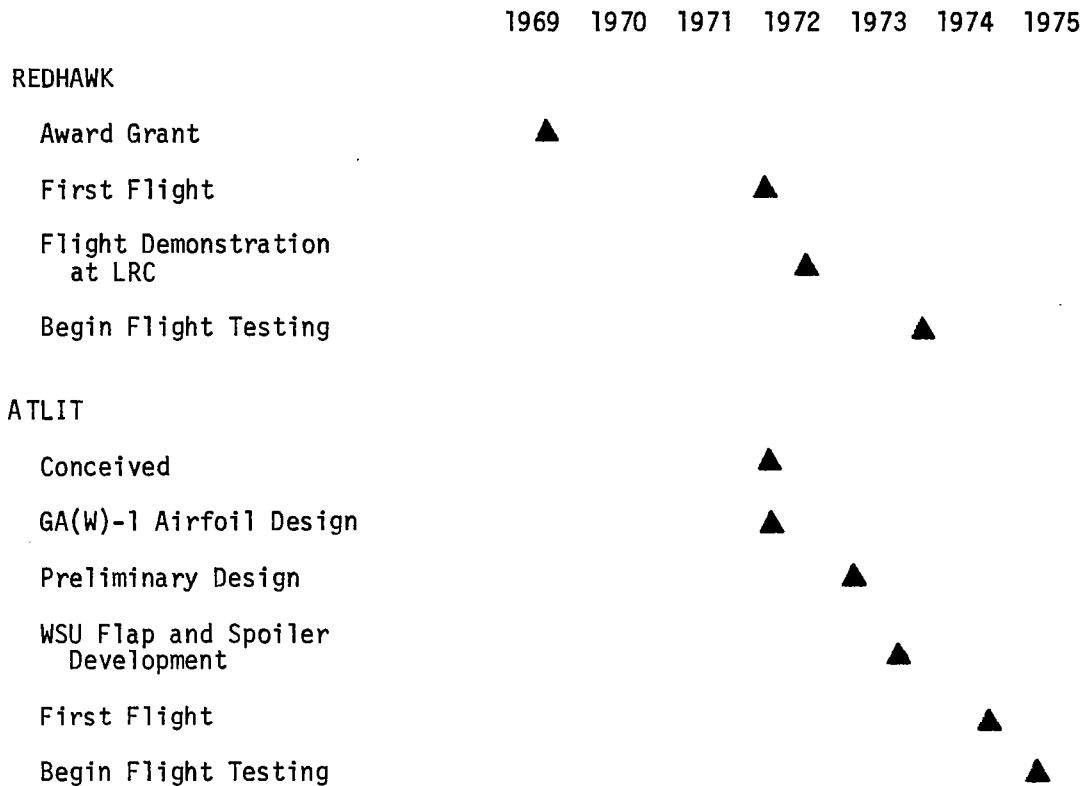 1969 1970 1971 1972 1973 1974 1975
REDHAWK
Award Grant
First Flight
Flight Demonstration
at LRC
Begin Flight Testing
ATLIT
Conceived
GA(W)-1 Airfoil Design
Preliminary Design
WSU Flap and Spoiler
Development
First Flight
Begin Flight Testing